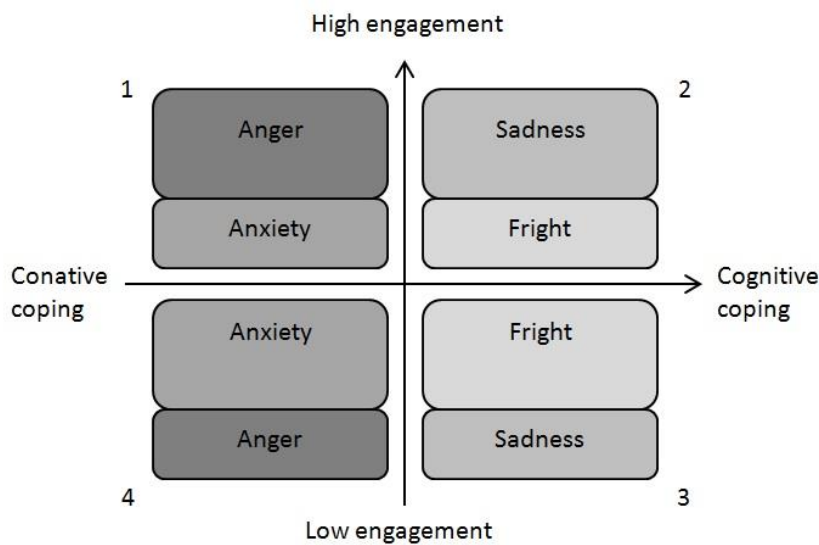 High engagement
1
2
Anger
Sadness
Anxiety
Fright
Conative
coping
Cognitive
coping
Anxiety
Fright
Anger
Sadness
4
3
Low engagement